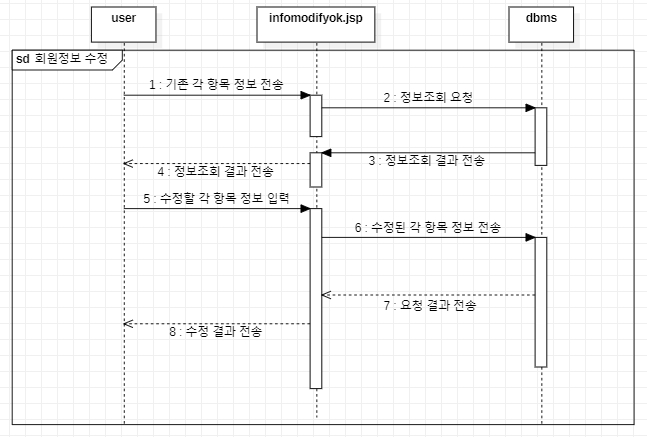 user
infomodifyok.jsp
dbms
sd 회원정보 수정
1 : 기존 각 항목 정보 전송
2 : 정보조회 요청
3 : 정보조회 결과 전송
4 : 정보조회 결과 전송
5 : 수정할 각 항목 정보 입력
6 : 수정된 각 항목 정보 전송
7 : 요청 결과 전송
8 : 수정 결과 전송